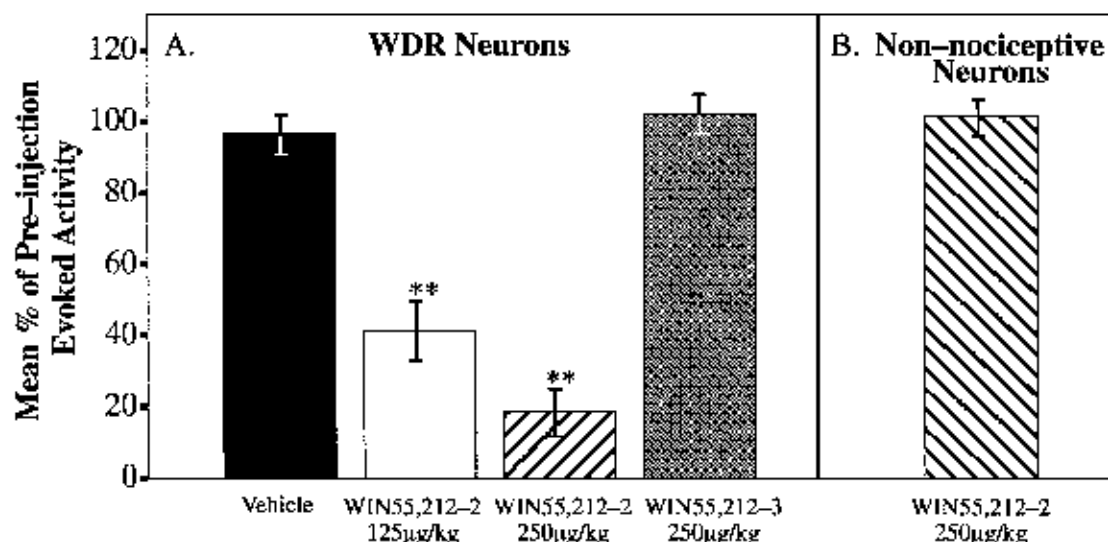 A. WDR Neurons
B. Non–nociceptive
Neurons
Mean % of Pre–injection
Evoked Activity
120
100
80
60
40
20
0
**
**
Vehicle
WIN55,212–2
125µg/kg
WIN55,212–2
250µg/kg
WIN55,212–3
250µg/kg
WIN55,212–2
250µg/kg